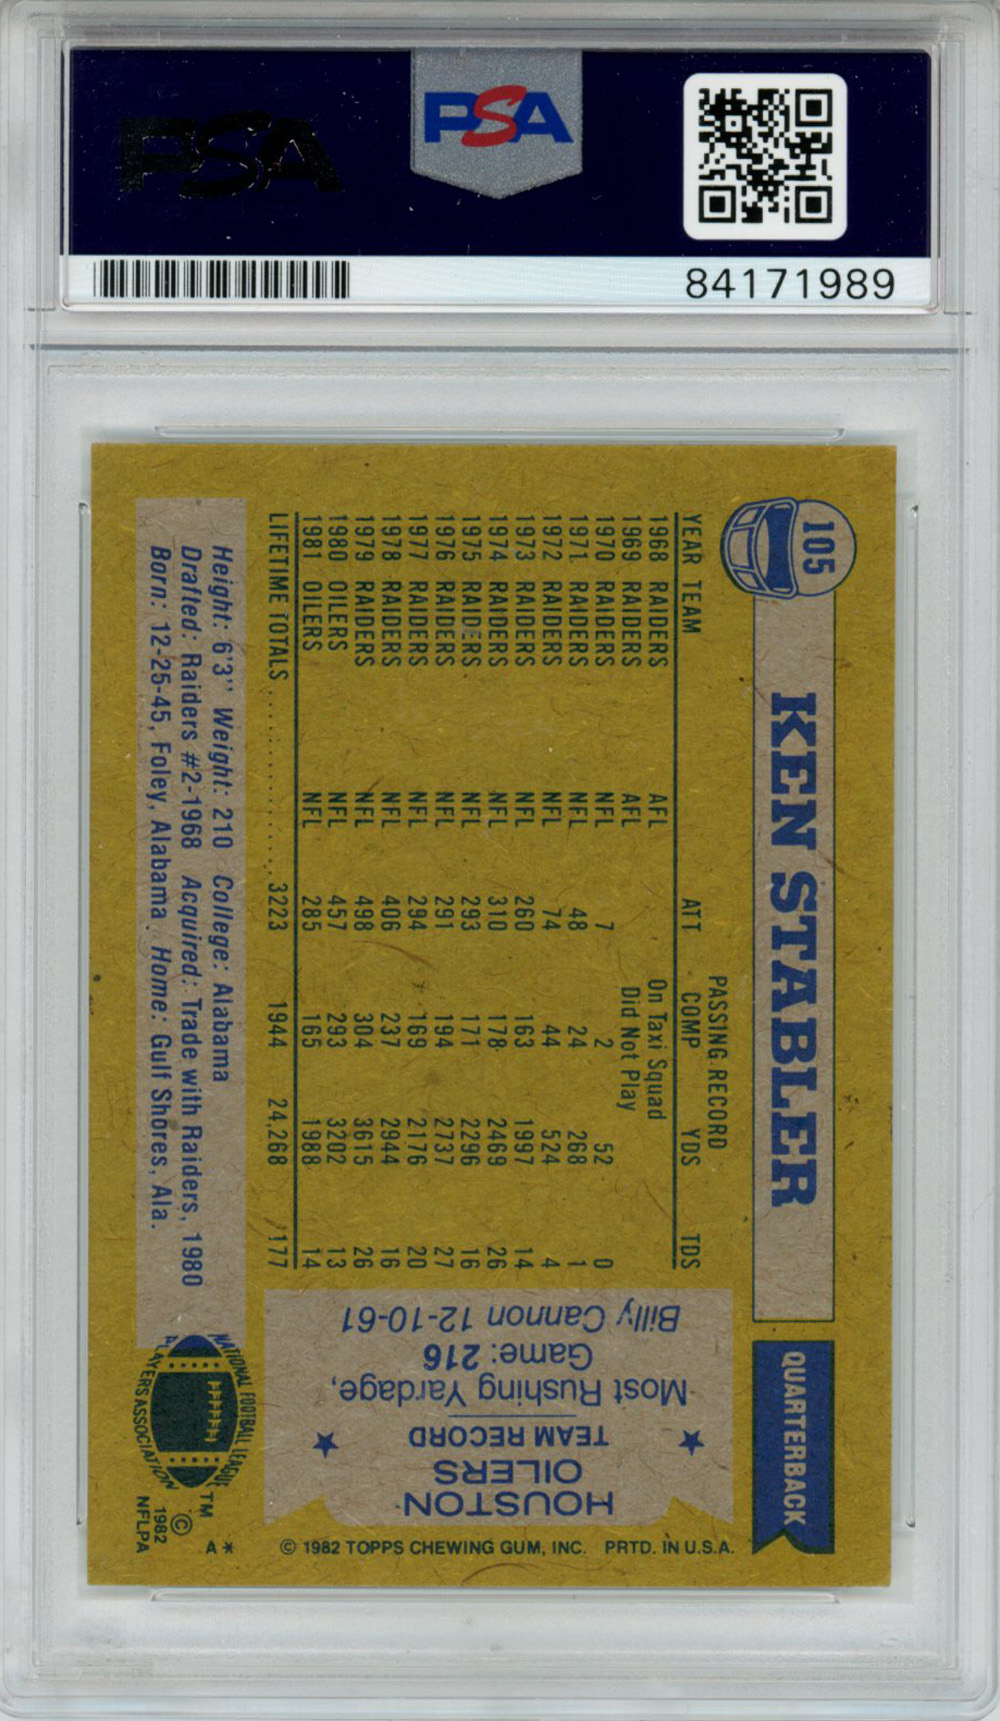 PSA
PSA
84171989
105
KEN STABLER
QUARTERBACK
PASSING RECORD
YEAR TEAM ATT COMP YDS TDS
1968 RAIDERS AFL On Taxi Squad
1969 RAIDERS AFL Did Not Play
1970 RAIDERS NFL 7 2 52 0
1971 RAIDERS NFL 48 24 268 1
1972 RAIDERS NFL 74 44 524 4
1973 RAIDERS NFL 260 163 1997 14
1974 RAIDERS NFL 310 178 2469 26
1975 RAIDERS NFL 293 171 2296 16
1976 RAIDERS NFL 291 194 2737 27
1977 RAIDERS NFL 294 169 2176 20
1978 RAIDERS NFL 406 237 2944 16
1979 RAIDERS NFL 498 304 3615 26
1980 OILERS NFL 457 293 3202 13
1981 OILERS NFL 285 165 1988 14
LIFETIME TOTALS 3223 1944 24,268 177
Height: 6'3" Weight: 210 College: Alabama
Drafted: Raiders #2-1968 Acquired: Trade with Raiders, 1980
Born: 12-25-45, Foley, Alabama Home: Gulf Shores, Ala.
HOUSTON
OILERS
TEAM RECORD
Most Rushing Yardage,
Game: 216
Billy Cannon 12-10-61
NATIONAL FOOTBALL LEAGUE
PLAYERS ASSOCIATION
TM
© 1982
NFLPA
A*
© 1982 TOPPS CHEWING GUM, INC. PRTD. IN U.S.A.